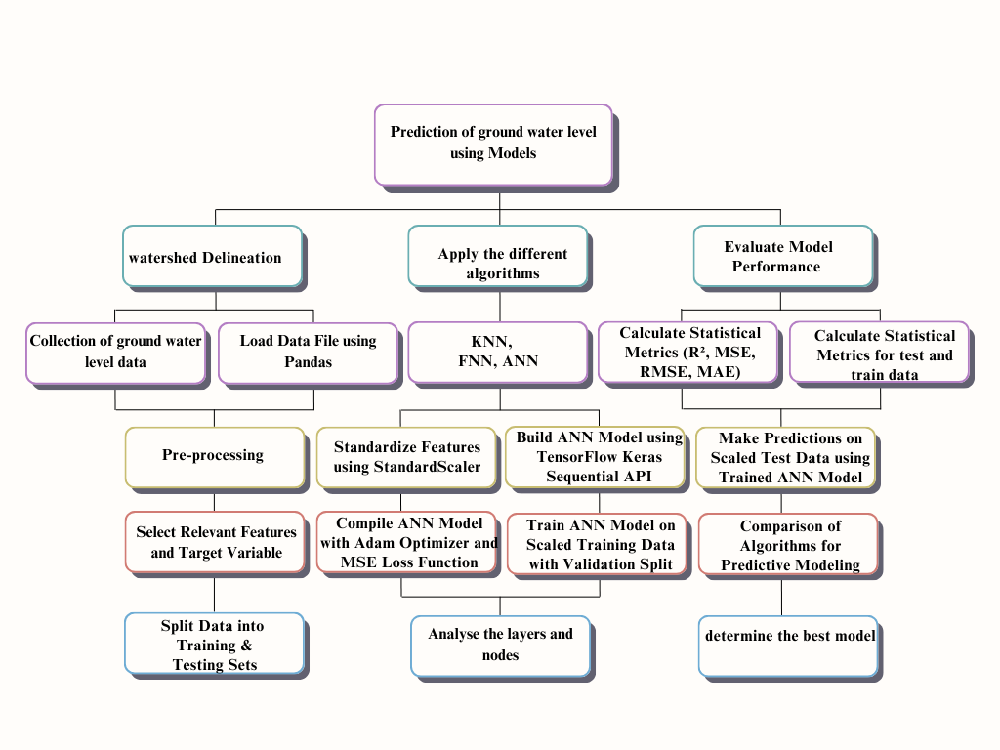 Prediction of ground water level
using Models
watershed Delineation
Apply the different
algorithms
Evaluate Model
Performance
Collection of ground water
level data
Load Data File using
Pandas
KNN,
FNN, ANN
Calculate Statistical
Metrics (R², MSE,
RMSE, MAE)
Calculate Statistical
Metrics for test and
train data
Pre-processing
Standardize Features
using StandardScaler
Build ANN Model using
TensorFlow Keras
Sequential API
Make Predictions on
Scaled Test Data using
Trained ANN Model
Select Relevant Features
and Target Variable
Compile ANN Model
with Adam Optimizer and
MSE Loss Function
Train ANN Model on
Scaled Training Data
with Validation Split
Comparison of
Algorithms for
Predictive Modeling
Split Data into
Training &
Testing Sets
Analyse the layers and
nodes
determine the best model